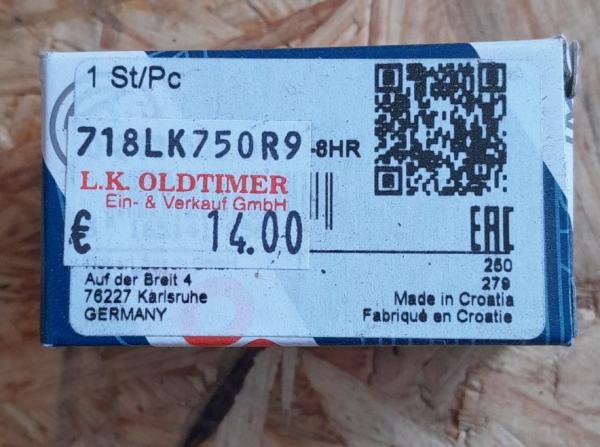 1 St/Pc
718LK750R9
-8HR
L.K. OLDTIMER
Ein- & Verkauf GmbH
€ 14.00
EAC
Auf der Breit 4
76227 Karlsruhe
GERMANY
250
279
Made in Croatia
Fabriqué en Croatie